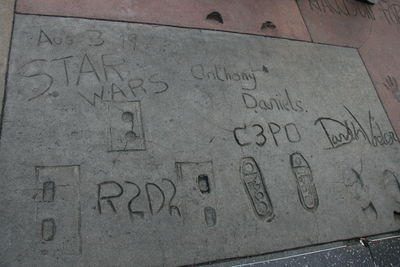 Aug 3 19
STAR
WARS
Anthony
Daniels.
C3PO
Darth Vader
R2D2